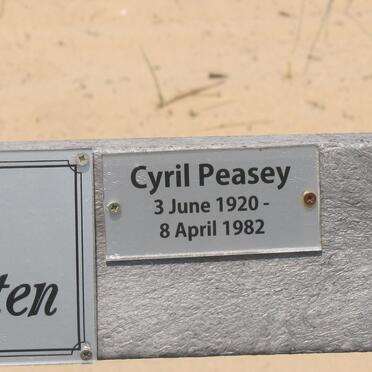 Cyril Peasey
3 June 1920 -
8 April 1982